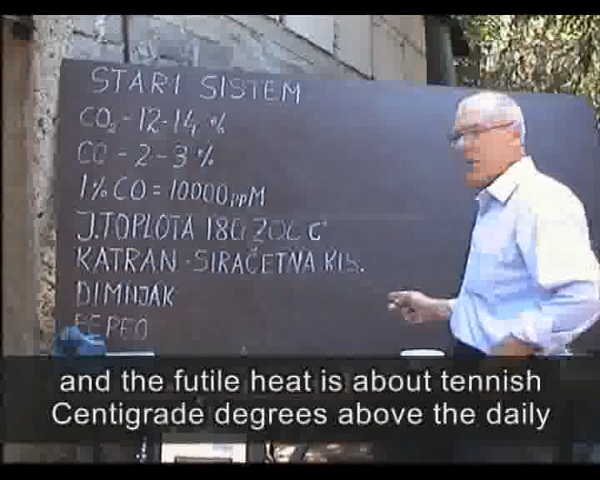 STARI SISTEM
CO₂ - 12-14 %
CO - 2-3 %
1% CO = 10000 ppM
J.TOPLOTA 180 200 C
KATRAN - SIRAČETNA KIS.
DIMNJAK
PEPEO
and the futile heat is about tennish
Centigrade degrees above the daily